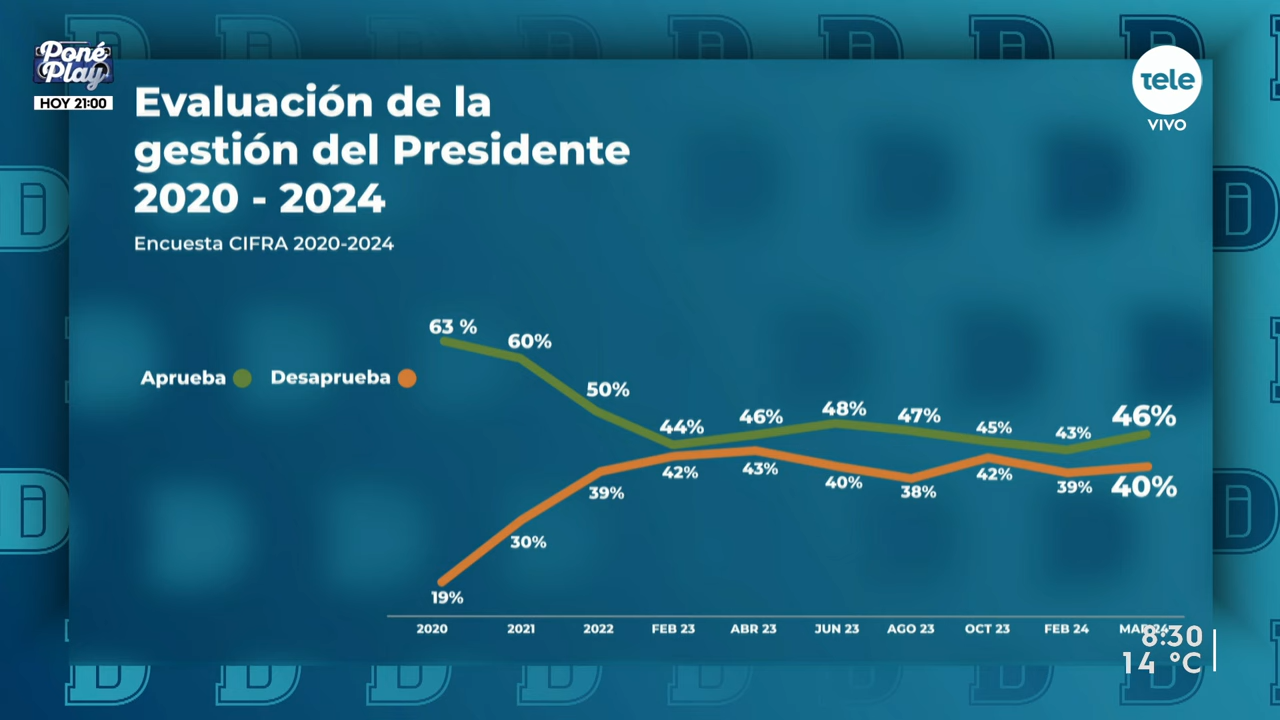 Poné
Play
HOY 21:00
tele
VIVO
Evaluación de la
gestión del Presidente
2020 - 2024
Encuesta CIFRA 2020-2024
Aprueba
Desaprueba
63 %
60%
50%
44%
46%
48%
47%
45%
43%
46%
19%
30%
39%
42%
43%
40%
38%
42%
39%
40%
2020
2021
2022
FEB 23
ABR 23
JUN 23
AGO 23
OCT 23
FEB 24
MAR 24
8:30
14 °C